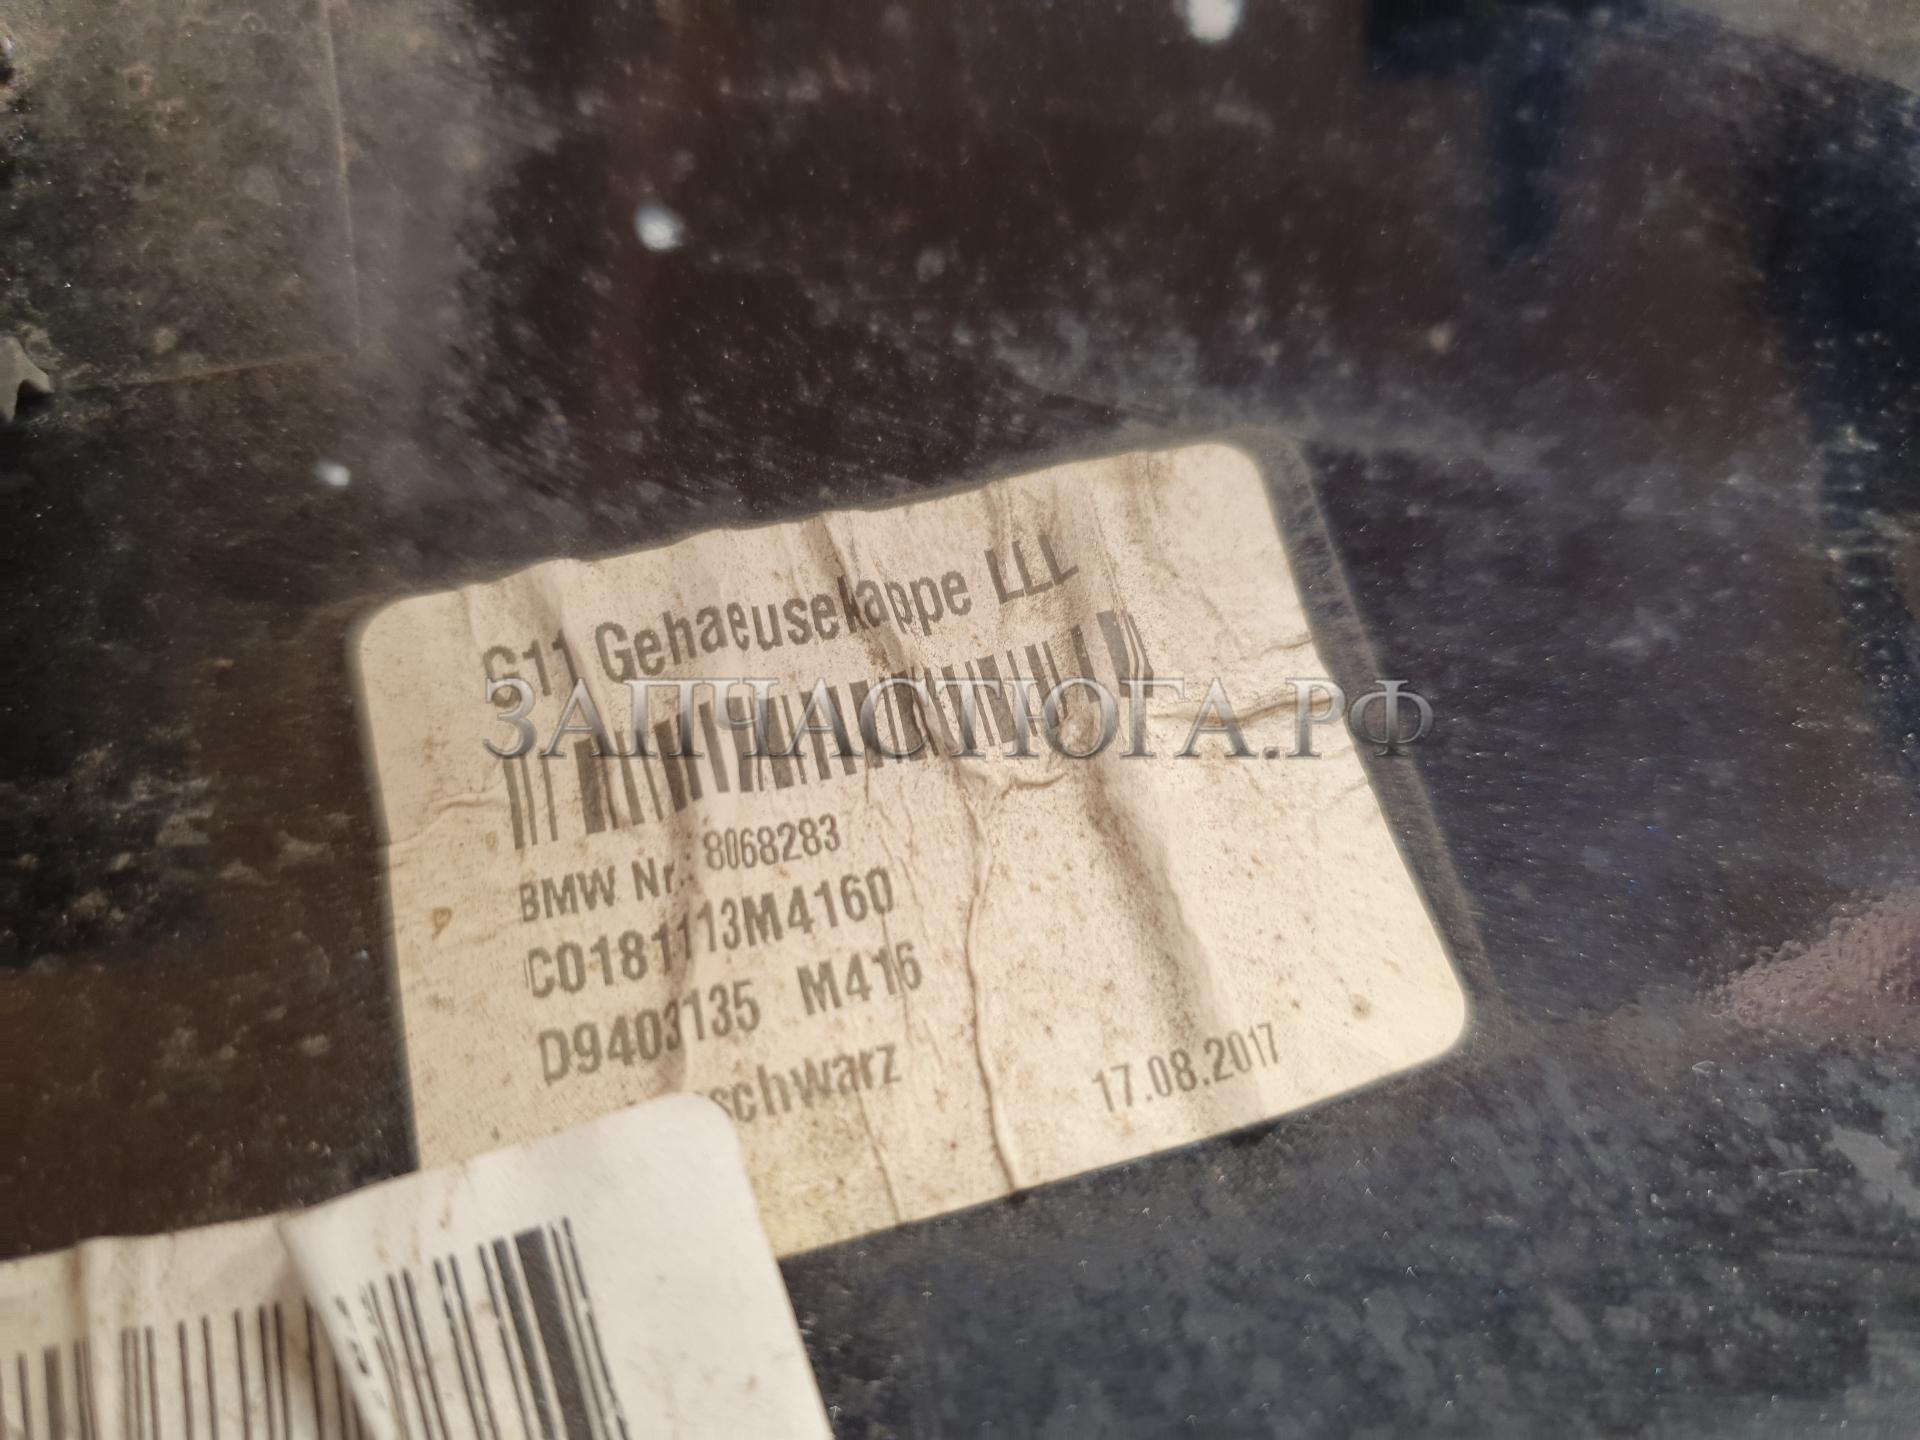 G11 Gehaeusekappe LLL
ЗАПЧАСТЮГА.РФ
BMW Nr.: 8068283
C0181113M4160
D9403135 M416
schwarz 17.08.2017